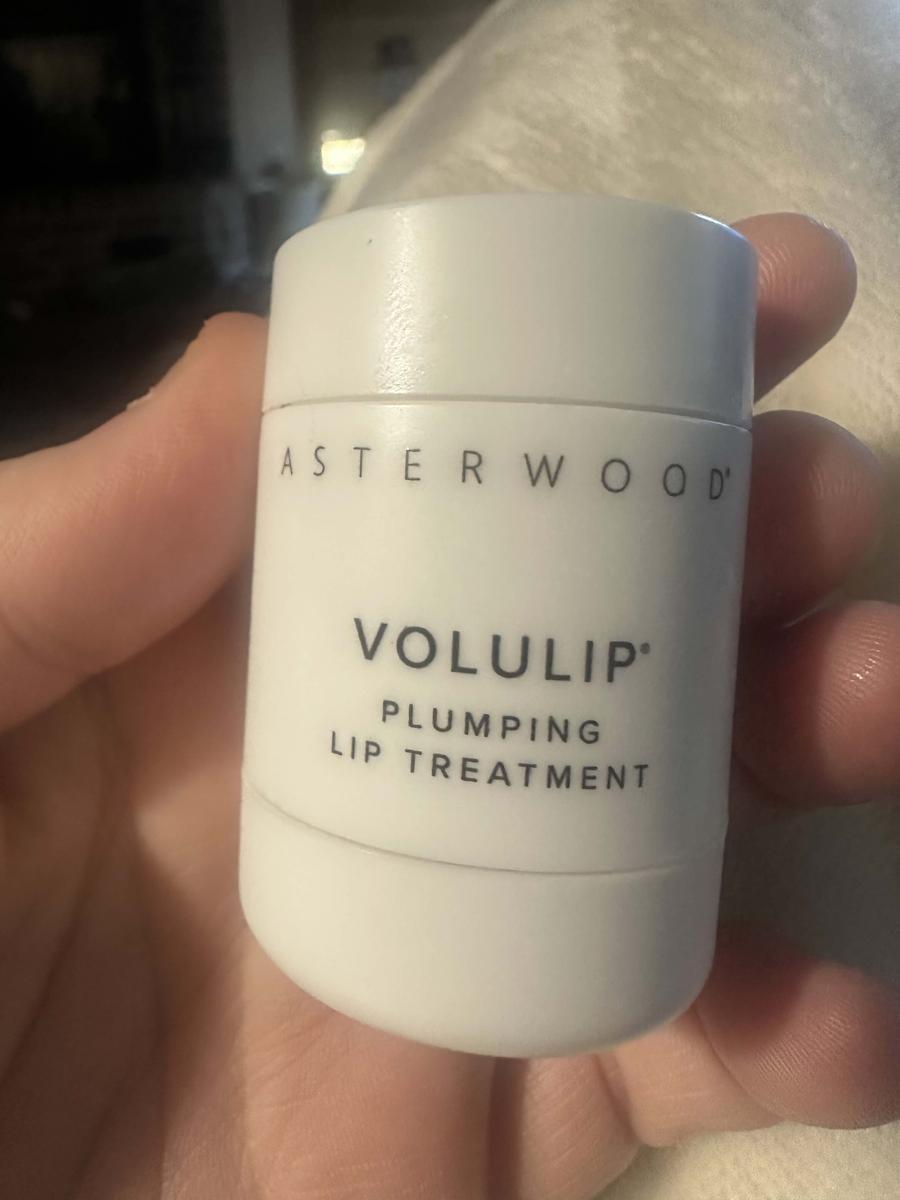 ASTERWOOD®
VOLULIP®
PLUMPING
LIP TREATMENT